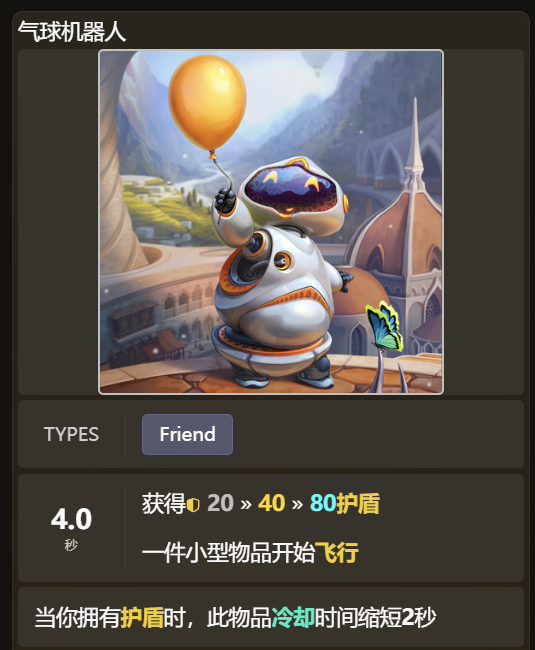 气球机器人
TYPES
Friend
4.0
秒
获得 20 » 40 » 80护盾
一件小型物品开始飞行
当你拥有护盾时，此物品冷却时间缩短2秒